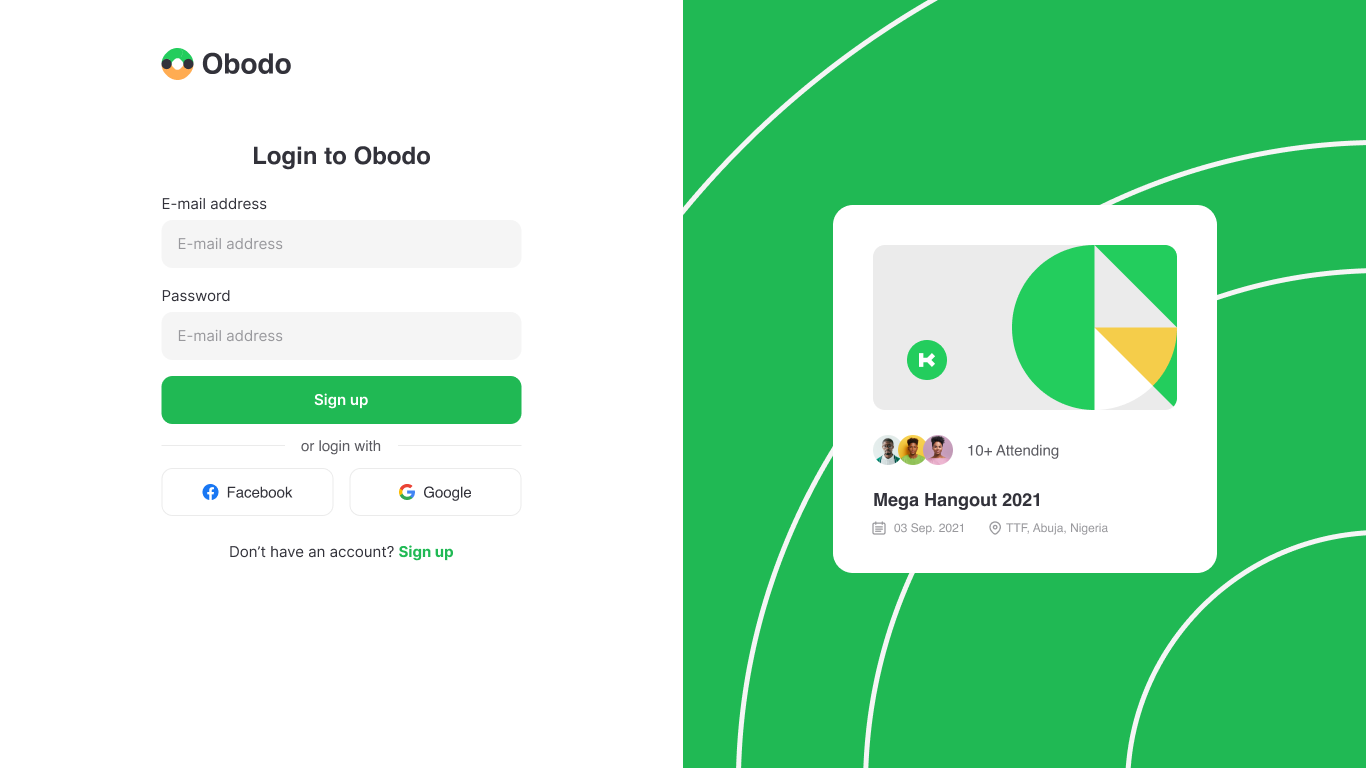 Obodo
Login to Obodo
E-mail address
E-mail address
Password
E-mail address
Sign up
or login with
Facebook
Google
Don’t have an account? Sign up
10+ Attending
Mega Hangout 2021
03 Sep. 2021
TTF, Abuja, Nigeria